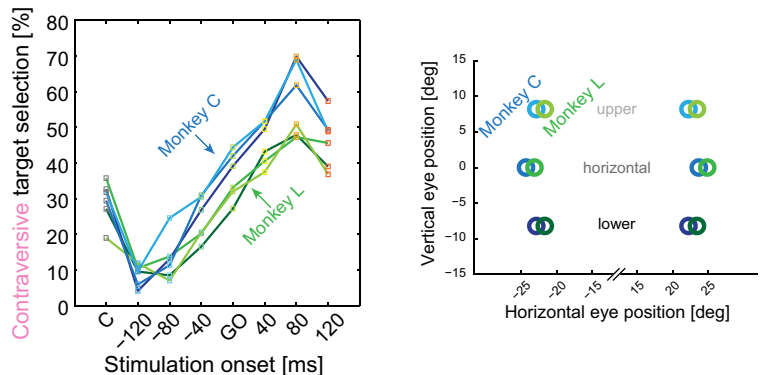 80
70
60
50
40
30
20
10
0
Contraversive target selection [%]
Monkey C
Monkey L
C
−120
−80
−40
GO
40
80
120
Stimulation onset [ms]
15
10
5
0
−5
−10
−15
Vertical eye position [deg]
Monkey C
Monkey L
upper
horizontal
lower
−25
−20
−15
15
20
25
Horizontal eye position [deg]